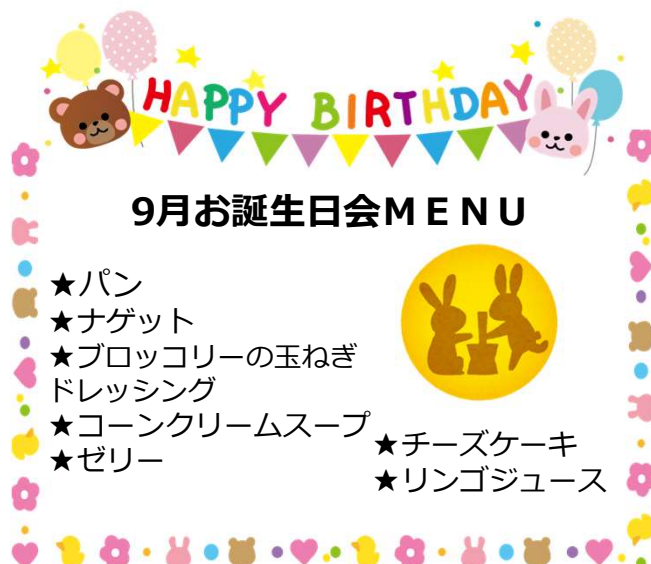 HAPPY BIRTHDAY
9月お誕生日会ＭＥＮＵ
★パン
★ナゲット
★ブロッコリーの玉ねぎ
ドレッシング
★コーンクリームスープ
★ゼリー
★チーズケーキ
★リンゴジュース